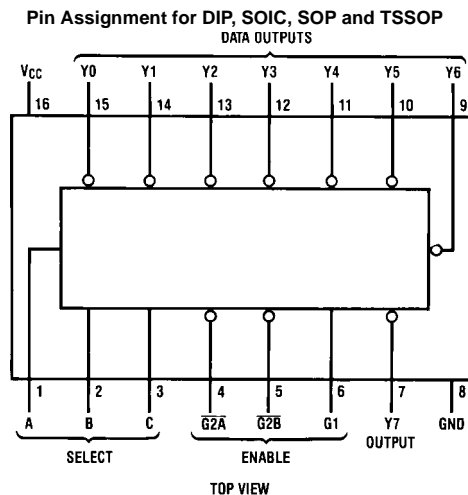 Pin Assignment for DIP, SOIC, SOP and TSSOP
DATA OUTPUTS
VCC Y0 Y1 Y2 Y3 Y4 Y5 Y6
16 15 14 13 12 11 10 9
1 2 3 4 5 6 7 8
A B C G2A G2B G1 Y7 GND
OUTPUT
SELECT ENABLE
TOP VIEW